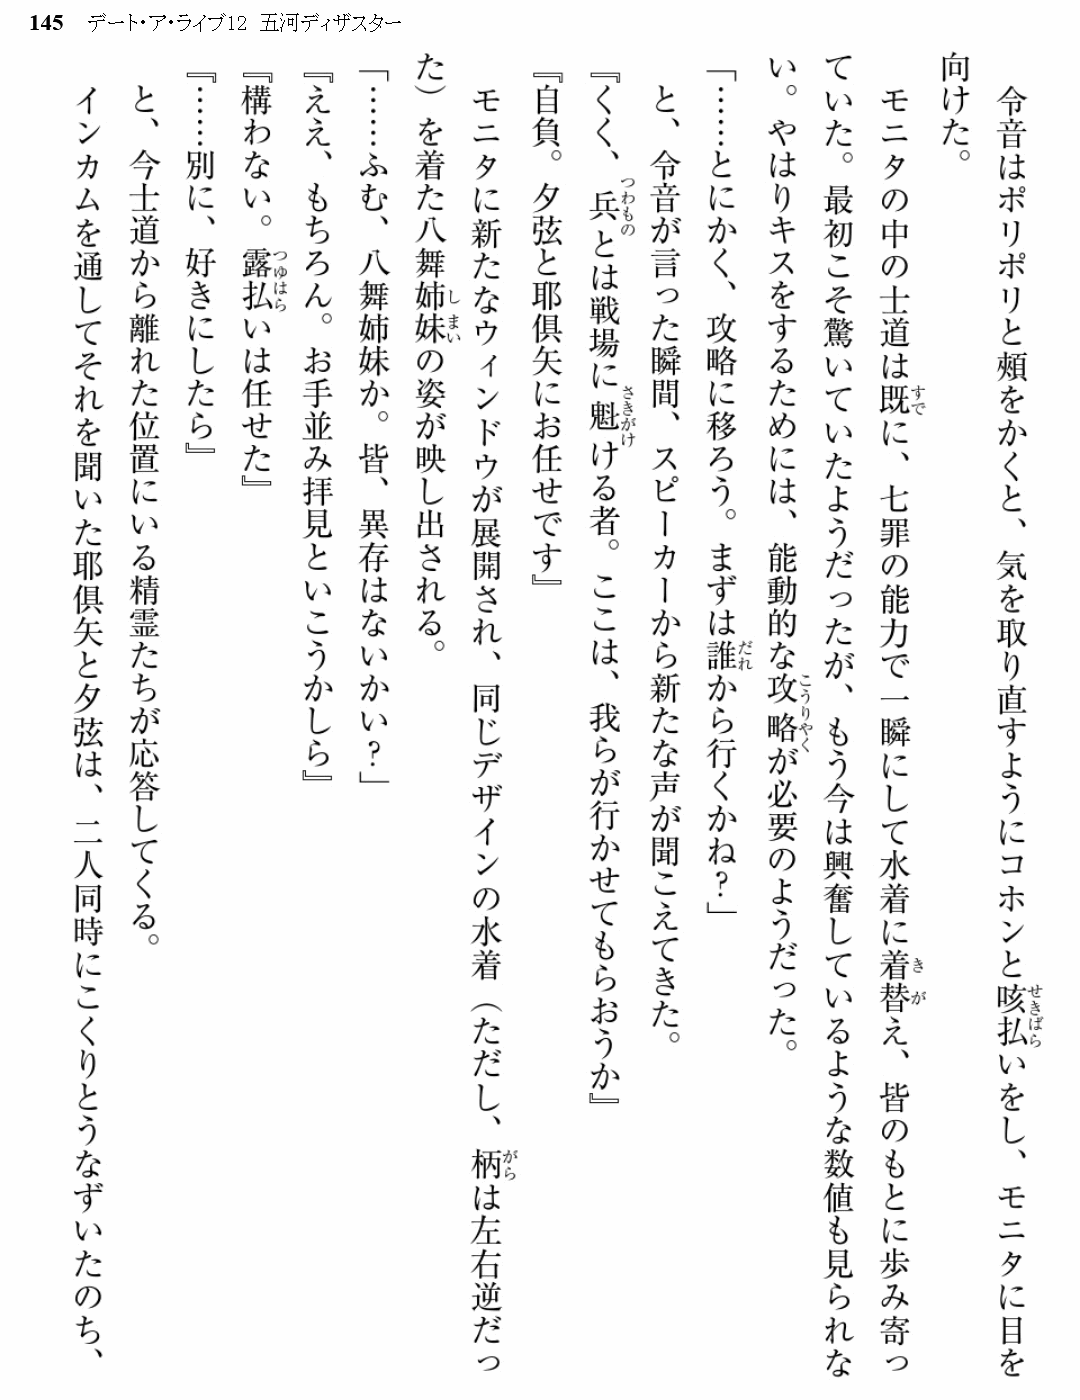 145 デート・ア・ライブ12 五河ディザスター
　令音はポリポリと頰をかくと、気を取り直すようにコホンと咳払いをし、モニタに目を
向けた。
　モニタの中の士道は既に、七罪の能力で一瞬にして水着に着替え、皆のもとに歩み寄っ
ていた。最初こそ驚いていたようだったが、もう今は興奮しているような数値も見られな
い。やはりキスをするためには、能動的な攻略が必要のようだった。
「……とにかく、攻略に移ろう。まずは誰から行くかね？」
　と、令音が言った瞬間、スピーカーから新たな声が聞こえてきた。
『くく、兵とは戦場に魁ける者。ここは、我らが行かせてもらおうか』
『自負。夕弦と耶倶矢にお任せです』
　モニタに新たなウィンドウが展開され、同じデザインの水着（ただし、柄は左右逆だっ
た）を着た八舞姉妹の姿が映し出される。
「……ふむ、八舞姉妹か。皆、異存はないかい？」
『ええ、もちろん。お手並み拝見といこうかしら』
『構わない。露払いは任せた』
『……別に、好きにしたら』
　と、今士道から離れた位置にいる精霊たちが応答してくる。
　インカムを通してそれを聞いた耶倶矢と夕弦は、二人同時にこくりとうなずいたのち、